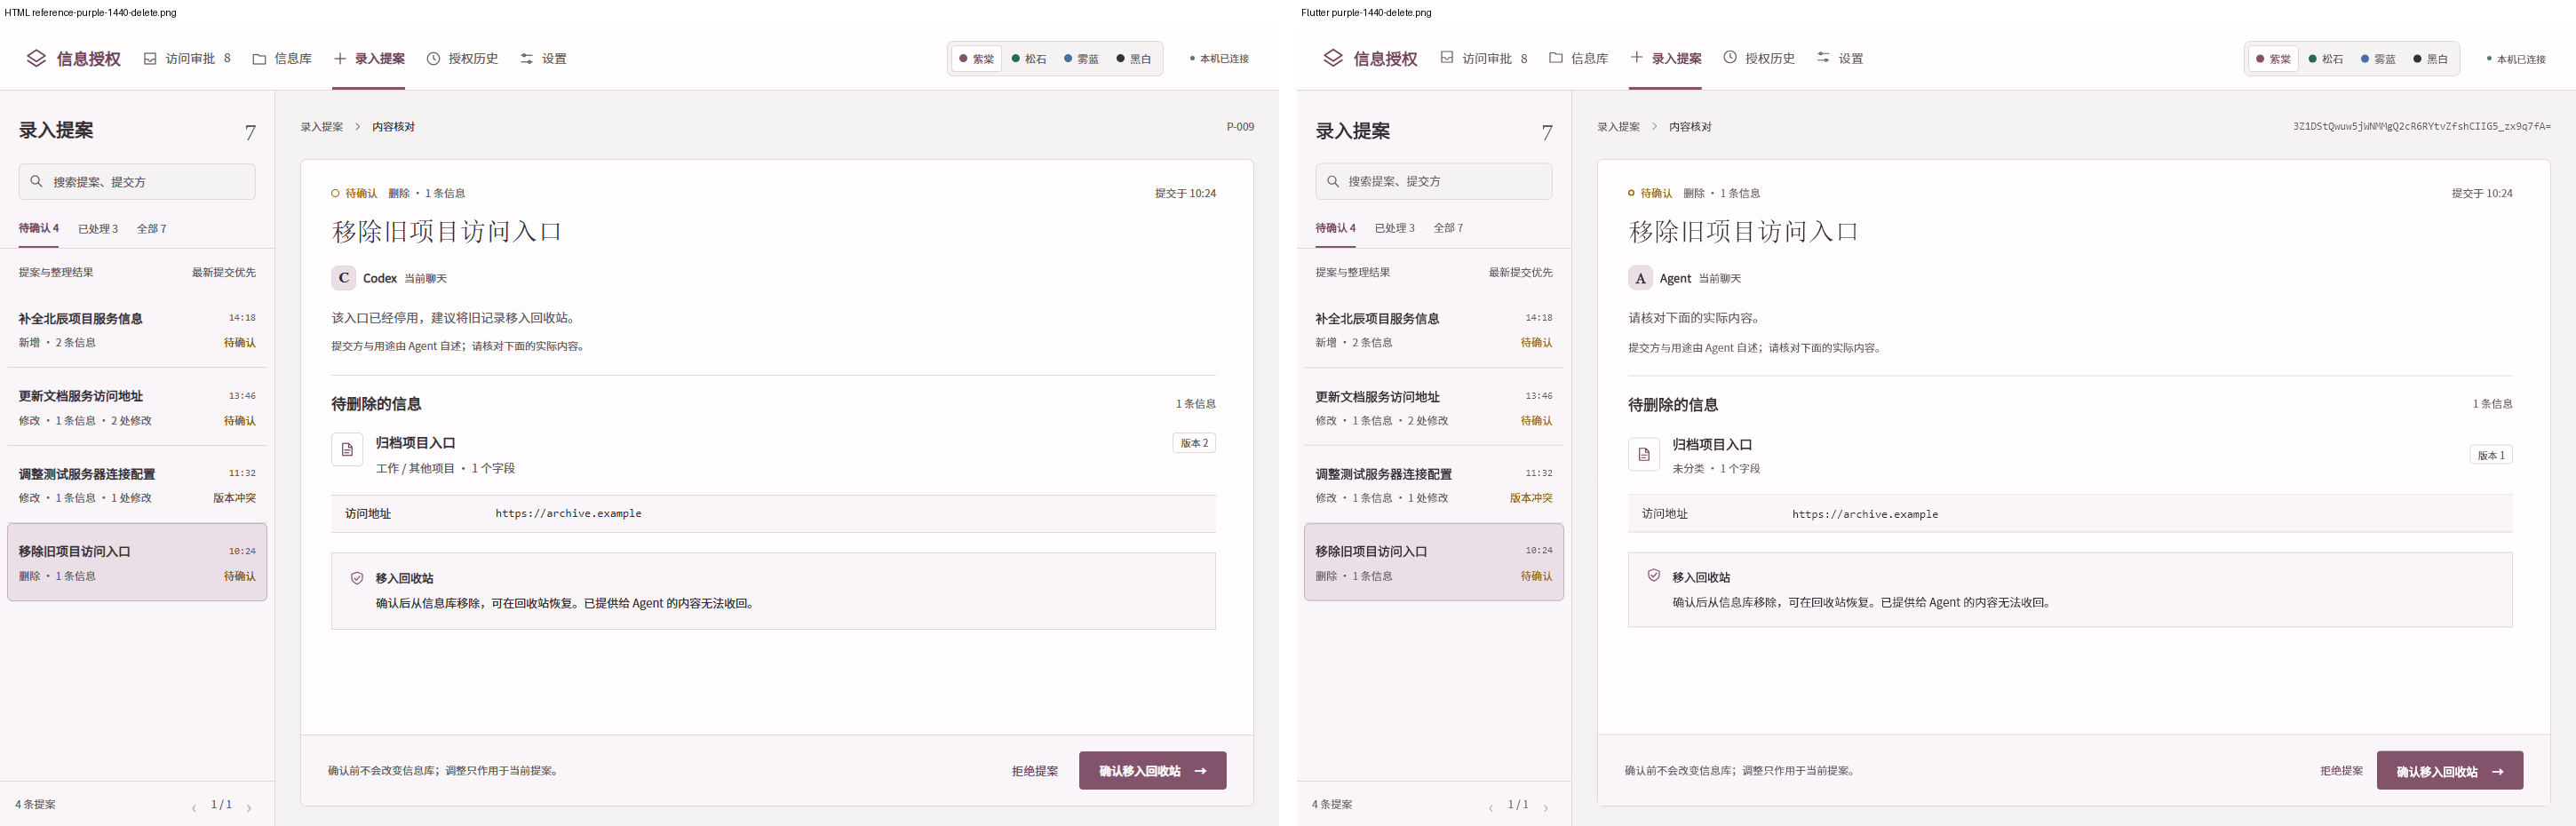 HTML reference-purple-1440-delete.png
信息授权 访问审批 8 信息库 录入提案 授权历史 设置 紫棠 松石 雾蓝 黑白 本机已连接
录入提案 7
搜索提案、提交方
待确认 4 已处理 3 全部 7
提案与整理结果 最新提交优先
补全北辰项目服务信息 14:18
新增 · 2 条信息 待确认
更新文档服务访问地址 13:46
修改 · 1 条信息 · 2 处修改 待确认
调整测试服务器连接配置 11:32
修改 · 1 条信息 · 1 处修改 版本冲突
移除旧项目访问入口 10:24
删除 · 1 条信息 待确认
4 条提案 ‹ 1 / 1 ›
录入提案 > 内容核对 P-009
待确认 删除 · 1 条信息 提交于 10:24
移除旧项目访问入口
C Codex 当前聊天
该入口已经停用，建议将旧记录移入回收站。
提交方与用途由 Agent 自述；请核对下面的实际内容。
待删除的信息 1 条信息
归档项目入口 版本 2
工作 / 其他项目 · 1 个字段
访问地址 https://archive.example
移入回收站
确认后从信息库移除，可在回收站恢复。已提供给 Agent 的内容无法收回。
确认前不会改变信息库；调整只作用于当前提案。 拒绝提案 确认移入回收站 →
Flutter purple-1440-delete.png
信息授权 访问审批 8 信息库 录入提案 授权历史 设置 紫棠 松石 雾蓝 黑白 本机已连接
录入提案 7
搜索提案、提交方
待确认 4 已处理 3 全部 7
提案与整理结果 最新提交优先
补全北辰项目服务信息 14:18
新增 · 2 条信息 待确认
更新文档服务访问地址 13:46
修改 · 1 条信息 · 2 处修改 待确认
调整测试服务器连接配置 11:32
修改 · 1 条信息 · 1 处修改 版本冲突
移除旧项目访问入口 10:24
删除 · 1 条信息 待确认
4 条提案 ‹ 1 / 1 ›
录入提案 > 内容核对 3Z1DStQwuw5jWNMMgQ2cR6RYtvZfshCIIG5_zx9q7fA=
待确认 删除 · 1 条信息 提交于 10:24
移除旧项目访问入口
A Agent 当前聊天
请核对下面的实际内容。
提交方与用途由 Agent 自述；请核对下面的实际内容。
待删除的信息 1 条信息
归档项目入口 版本 1
未分类 · 1 个字段
访问地址 https://archive.example
移入回收站
确认后从信息库移除，可在回收站恢复。已提供给 Agent 的内容无法收回。
确认前不会改变信息库；调整只作用于当前提案。 拒绝提案 确认移入回收站 →